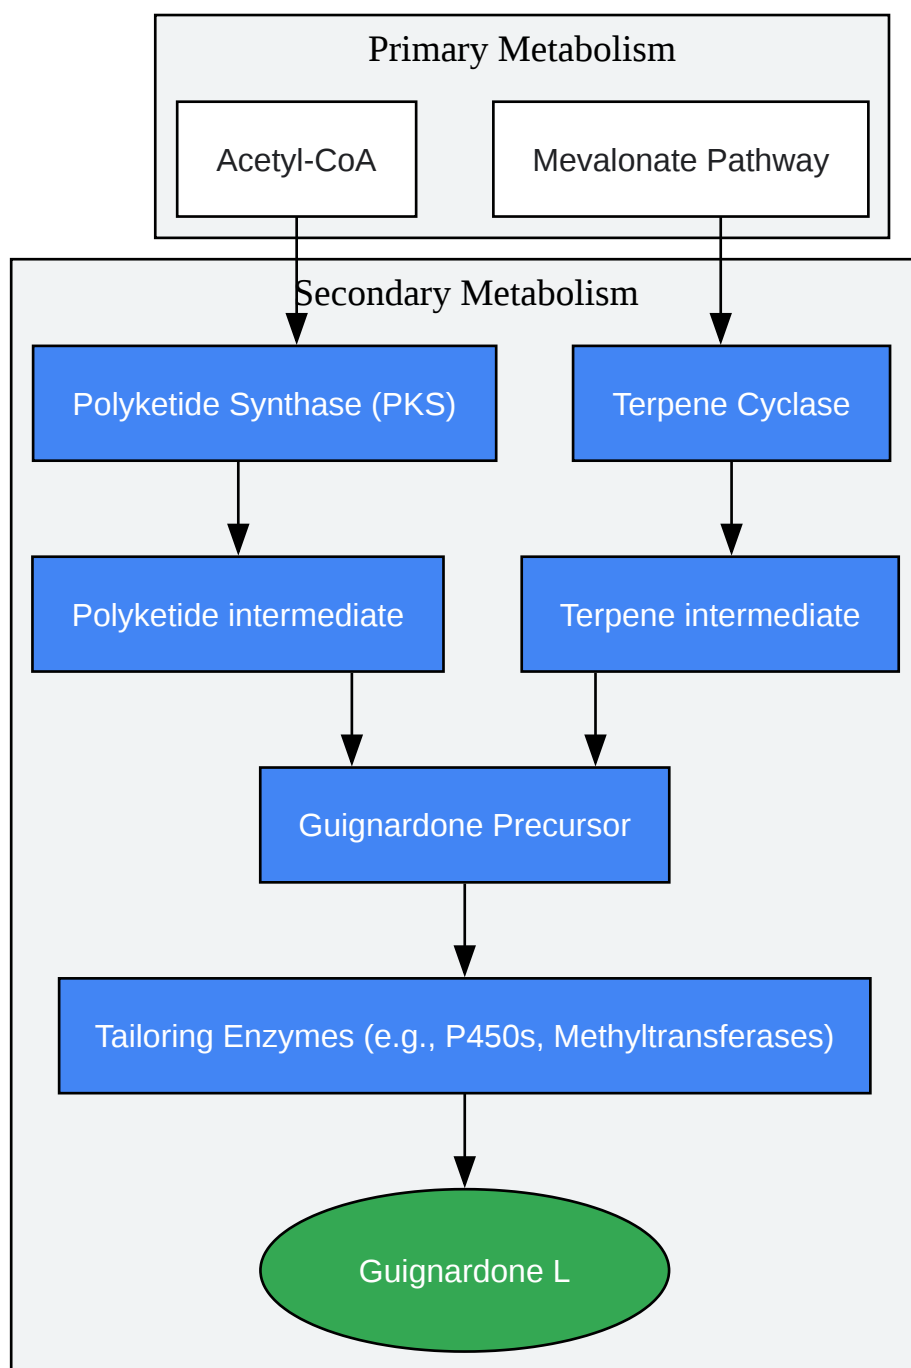 Primary Metabolism
Acetyl-CoA
Mevalonate Pathway
Secondary Metabolism
Polyketide Synthase (PKS)
Terpene Cyclase
Polyketide intermediate
Terpene intermediate
Guignardone Precursor
Tailoring Enzymes (e.g., P450s, Methyltransferases)
Guignardone L